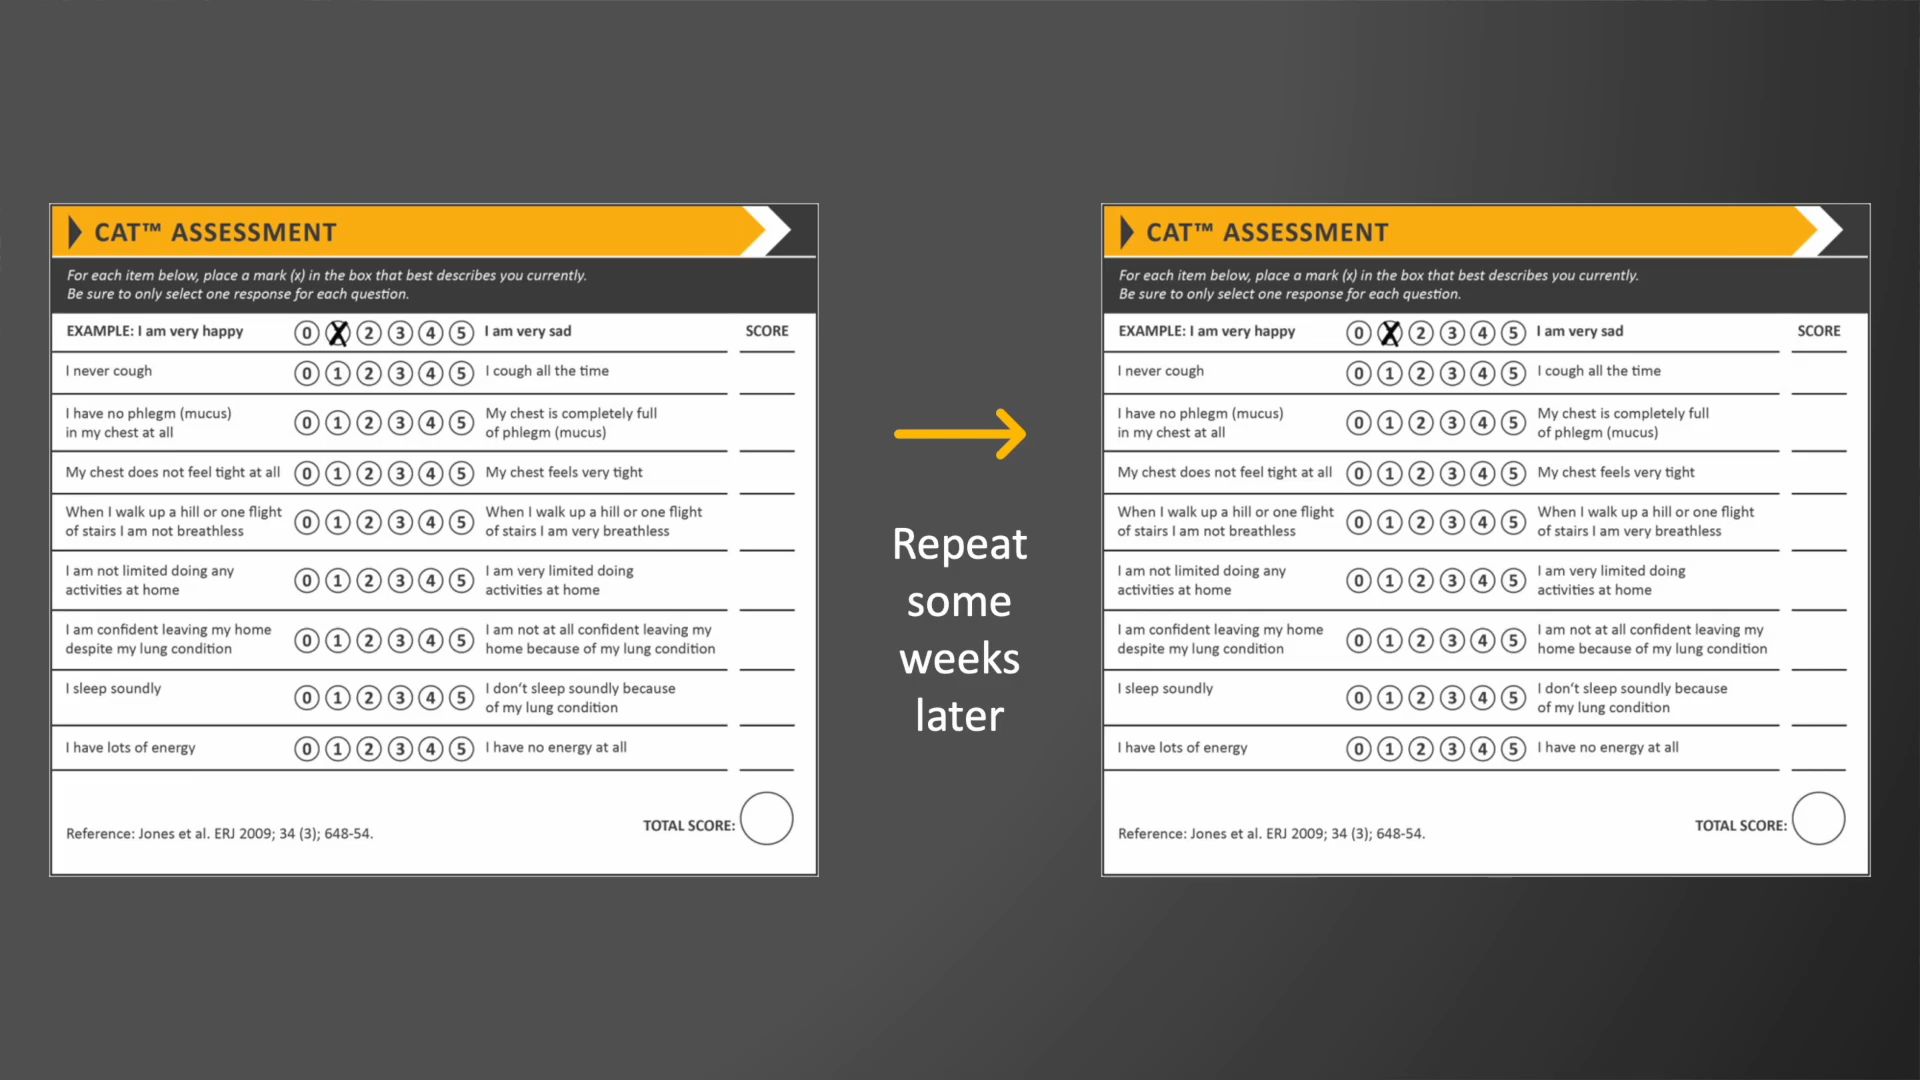 CAT™ ASSESSMENT
For each item below, place a mark (x) in the box that best describes you currently.
Be sure to only select one response for each question.
EXAMPLE: I am very happy 0 X 2 3 4 5 I am very sad SCORE
I never cough 0 1 2 3 4 5 I cough all the time
I have no phlegm (mucus) My chest is completely full
0 1 2 3 4 5
in my chest at all of phlegm (mucus)
My chest does not feel tight at all 0 1 2 3 4 5 My chest feels very tight
When I walk up a hill or one flight When I walk up a hill or one flight
0 1 2 3 4 5
of stairs I am not breathless of stairs I am very breathless
I am not limited doing any I am very limited doing
0 1 2 3 4 5
activities at home activities at home
I am confident leaving my home I am not at all confident leaving my
0 1 2 3 4 5
despite my lung condition home because of my lung condition
I sleep soundly I don't sleep soundly because
0 1 2 3 4 5
of my lung condition
I have lots of energy 0 1 2 3 4 5 I have no energy at all
TOTAL SCORE:
Reference: Jones et al. ERJ 2009; 34 (3); 648-54.
Repeat
some
weeks
later
CAT™ ASSESSMENT
For each item below, place a mark (x) in the box that best describes you currently.
Be sure to only select one response for each question.
EXAMPLE: I am very happy 0 X 2 3 4 5 I am very sad SCORE
I never cough 0 1 2 3 4 5 I cough all the time
I have no phlegm (mucus) My chest is completely full
0 1 2 3 4 5
in my chest at all of phlegm (mucus)
My chest does not feel tight at all 0 1 2 3 4 5 My chest feels very tight
When I walk up a hill or one flight When I walk up a hill or one flight
0 1 2 3 4 5
of stairs I am not breathless of stairs I am very breathless
I am not limited doing any I am very limited doing
0 1 2 3 4 5
activities at home activities at home
I am confident leaving my home I am not at all confident leaving my
0 1 2 3 4 5
despite my lung condition home because of my lung condition
I sleep soundly I don't sleep soundly because
0 1 2 3 4 5
of my lung condition
I have lots of energy 0 1 2 3 4 5 I have no energy at all
TOTAL SCORE:
Reference: Jones et al. ERJ 2009; 34 (3); 648-54.